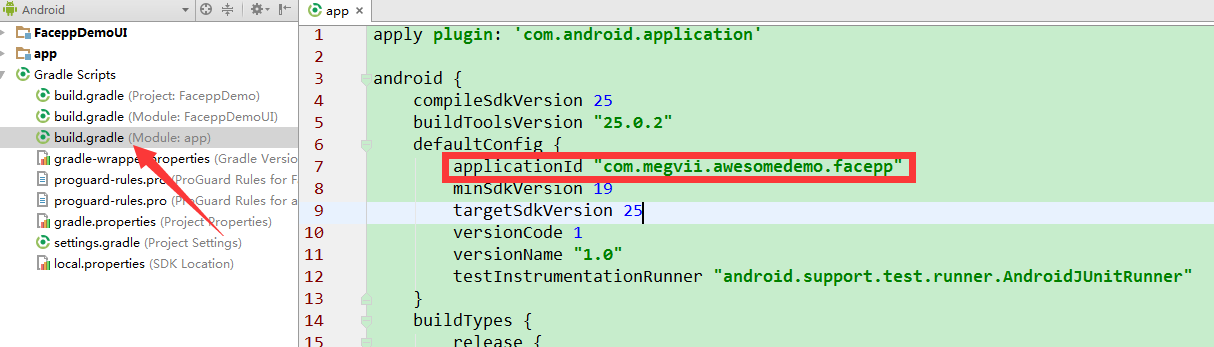 Android
app
FaceppDemoUI
app
Gradle Scripts
build.gradle (Project: FaceppDemo)
build.gradle (Module: FaceppDemoUI)
build.gradle (Module: app)
gradle-wrapper.properties (Gradle Versio
proguard-rules.pro (ProGuard Rules for F
proguard-rules.pro (ProGuard Rules for a
gradle.properties (Project Properties)
settings.gradle (Project Settings)
local.properties (SDK Location)
1 apply plugin: 'com.android.application'
2
3 android {
4 compileSdkVersion 25
5 buildToolsVersion "25.0.2"
6 defaultConfig {
7 applicationId "com.megvii.awesomedemo.facepp"
8 minSdkVersion 19
9 targetSdkVersion 25
10 versionCode 1
11 versionName "1.0"
12 testInstrumentationRunner "android.support.test.runner.AndroidJUnitRunner"
13 }
14 buildTypes {
15 release {